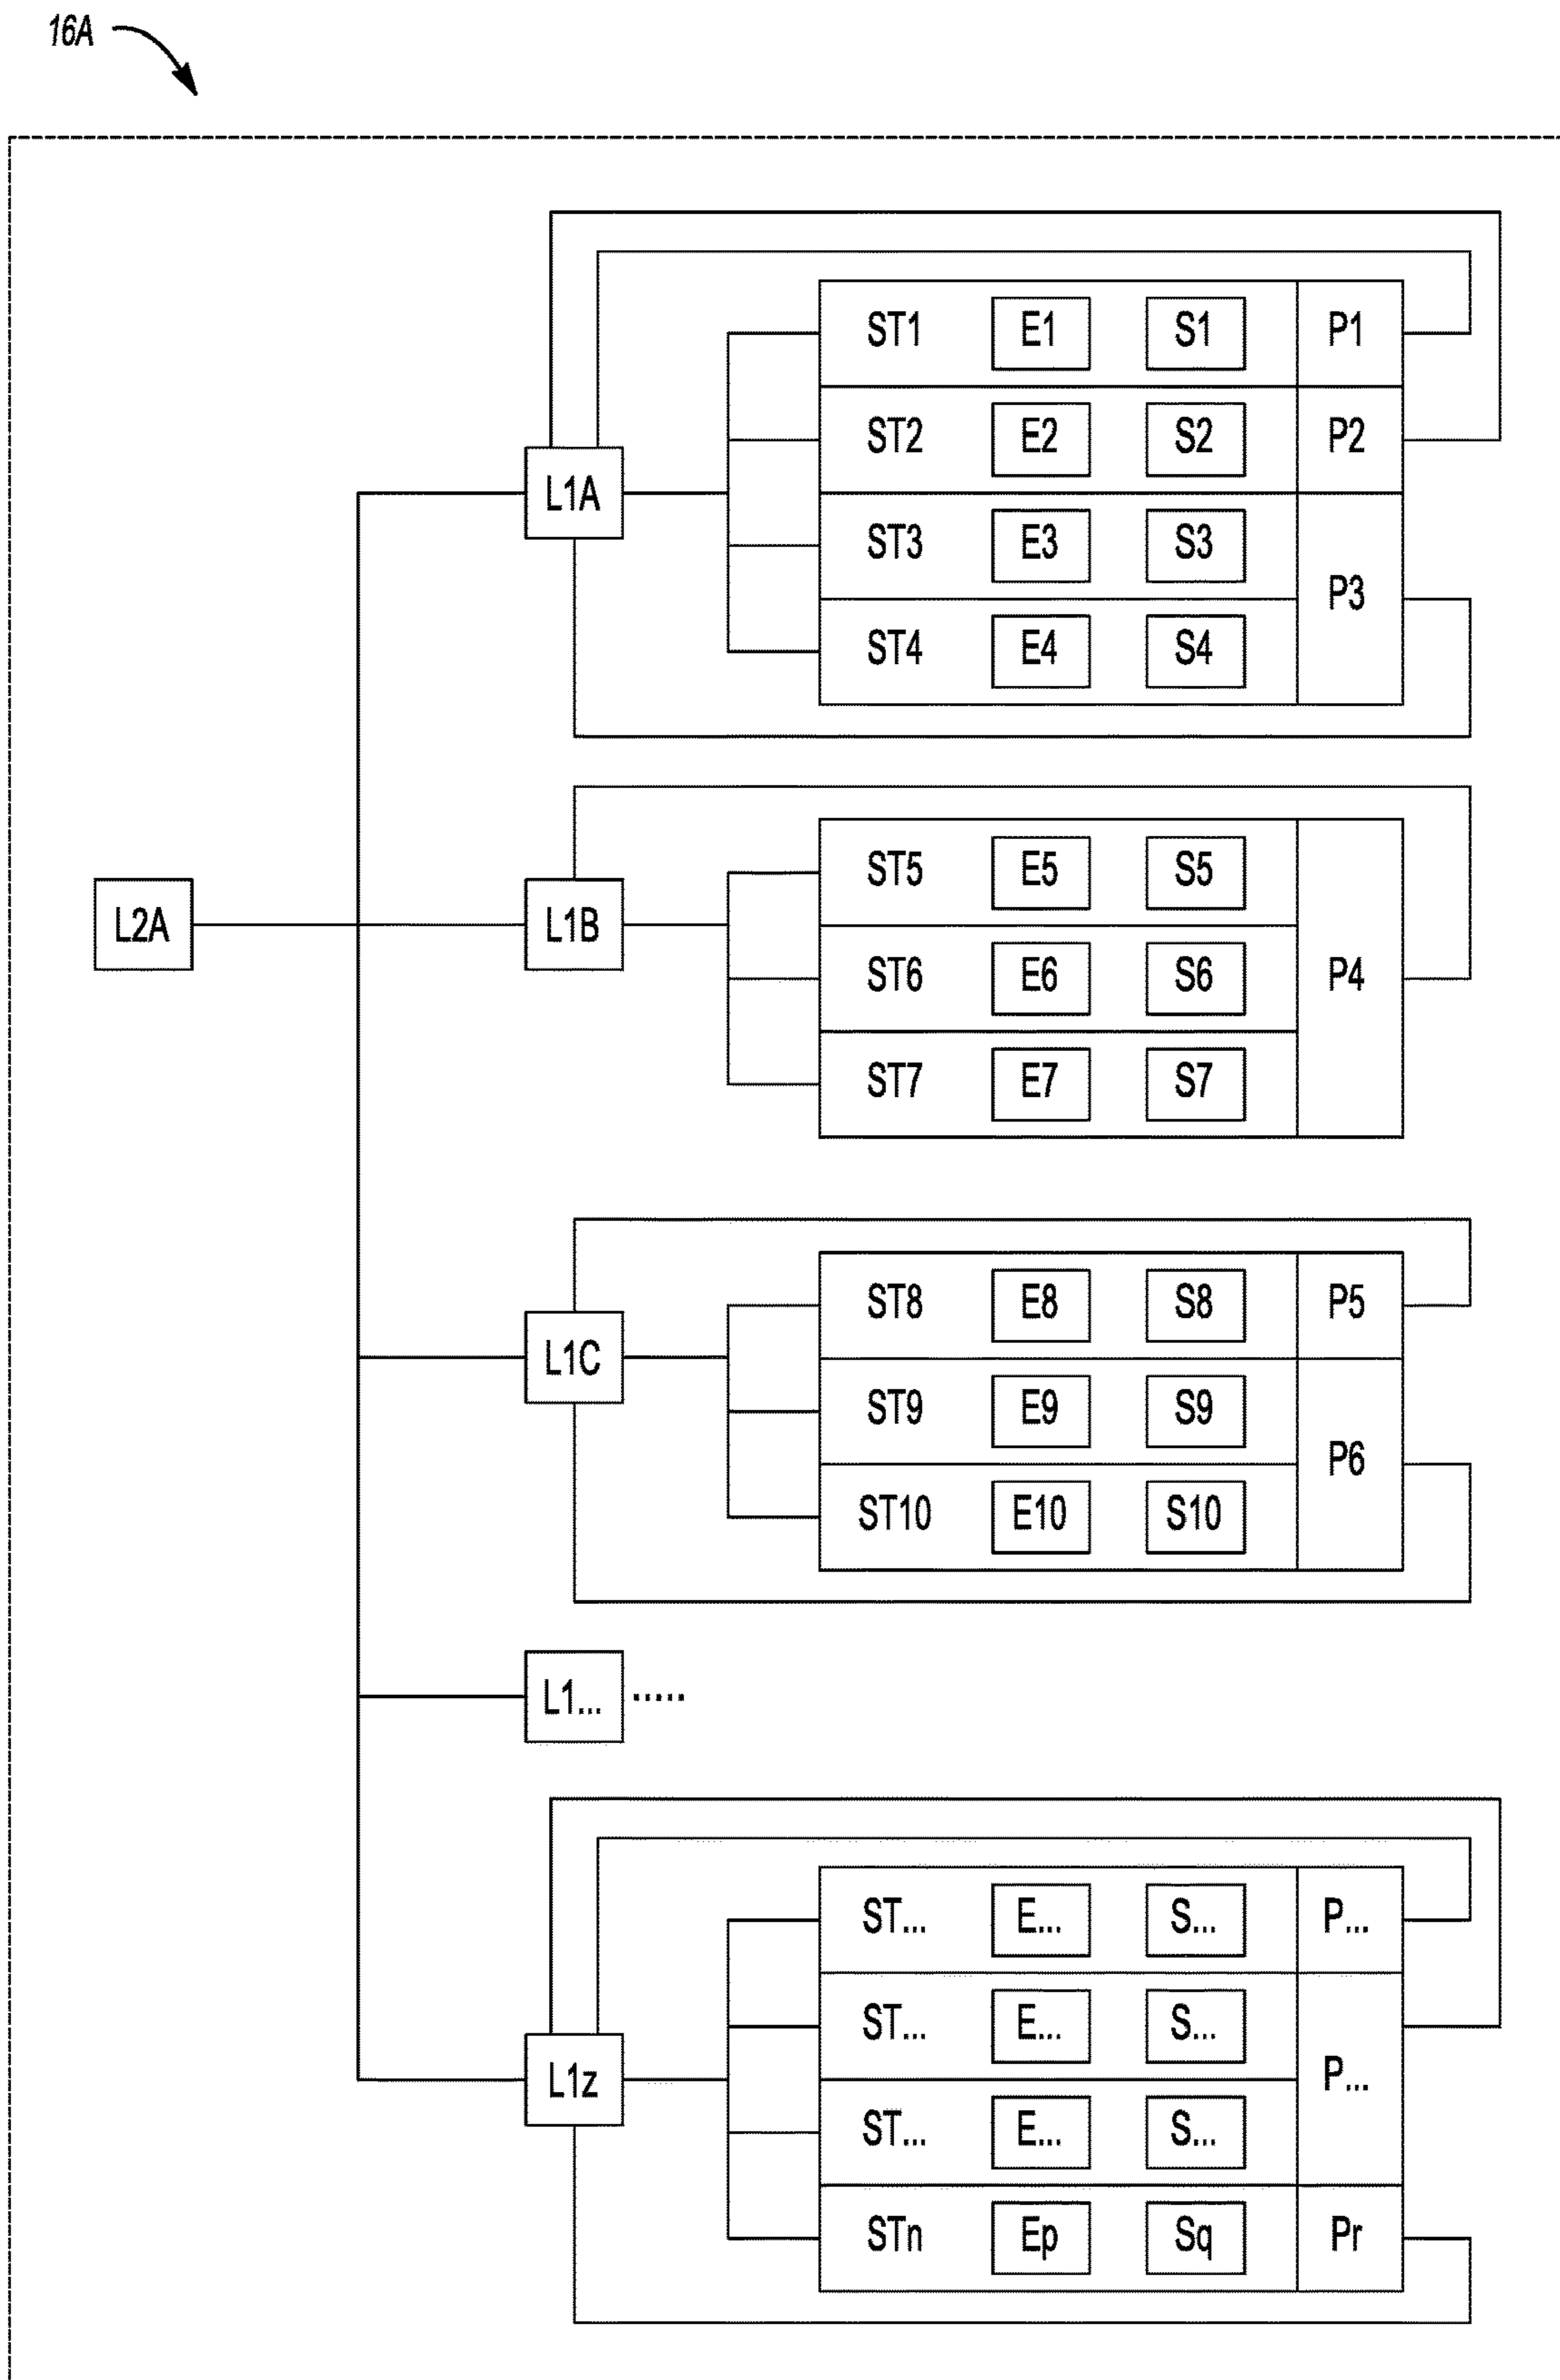 16A
ST1 E1 S1 P1
ST2 E2 S2 P2
L1A
ST3 E3 S3
P3
ST4 E4 S4
ST5 E5 S5
L2A L1B
ST6 E6 S6 P4
ST7 E7 S7
ST8 E8 S8 P5
L1C
ST9 E9 S9
P6
ST10 E10 S10
L1... .....
ST... E... S... P...
ST... E... S...
L1z P...
ST... E... S...
STn Ep Sq Pr